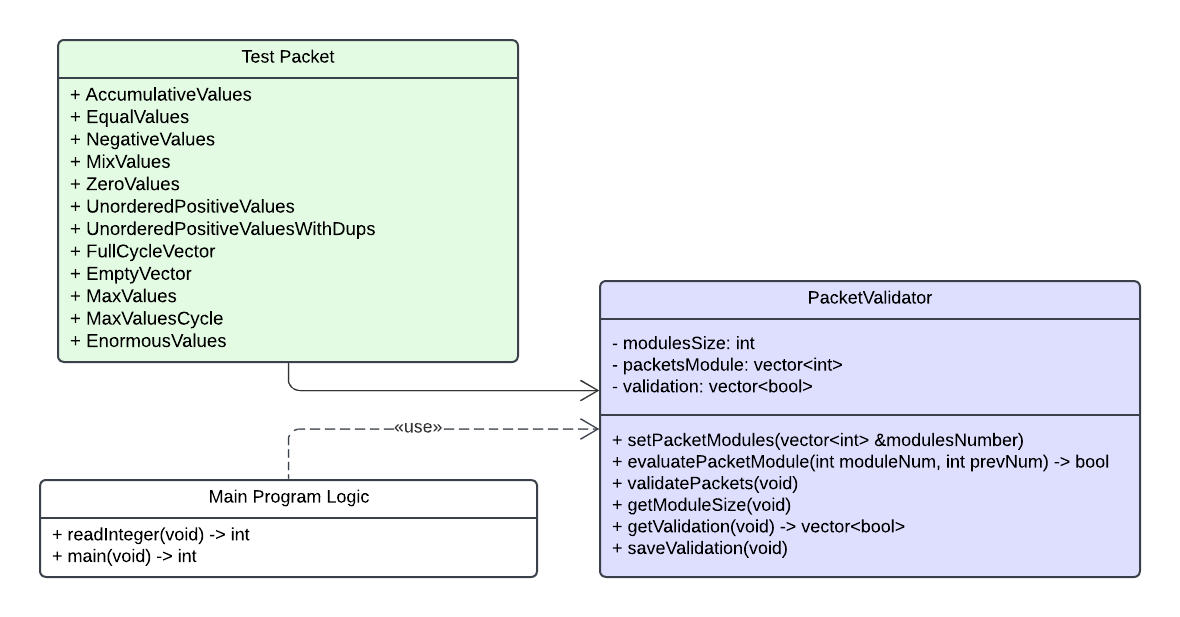 Test Packet
+ AccumulativeValues
+ EqualValues
+ NegativeValues
+ MixValues
+ ZeroValues
+ UnorderedPositiveValues
+ UnorderedPositiveValuesWithDups
+ FullCycleVector
+ EmptyVector
+ MaxValues
+ MaxValuesCycle
+ EnormousValues
PacketValidator
- modulesSize: int
- packetsModule: vector<int>
- validation: vector<bool>
+ setPacketModules(vector<int> &modulesNumber)
+ evaluatePacketModule(int moduleNum, int prevNum) -> bool
+ validatePackets(void)
+ getModuleSize(void)
+ getValidation(void) -> vector<bool>
+ saveValidation(void)
«use»
Main Program Logic
+ readInteger(void) -> int
+ main(void) -> int